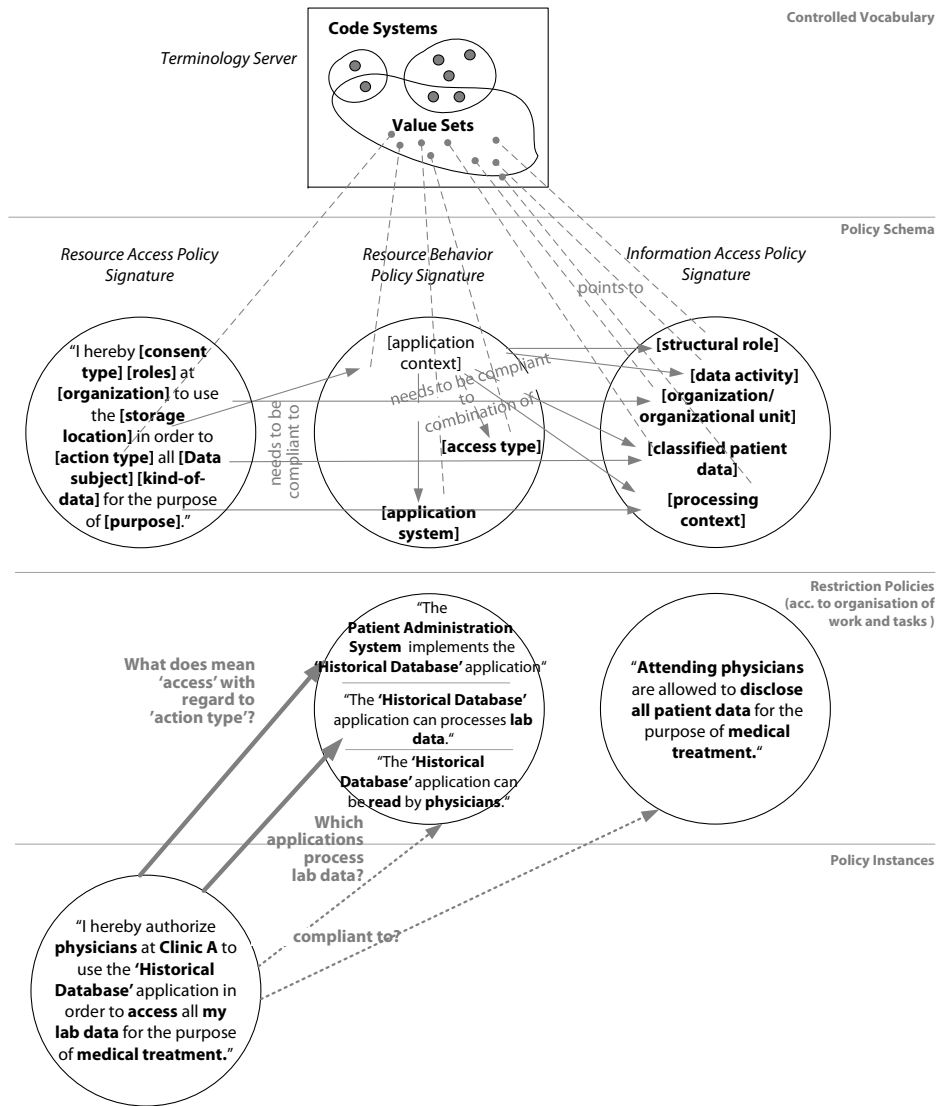 Controlled Vocabulary
Code Systems
Terminology Server
Value Sets
Policy Schema
Resource Access Policy
Signature
Resource Behavior
Policy Signature
Information Access Policy
Signature
points to
“I hereby [consent
type] [roles] at
[organization] to use
the [storage
location] in order to
[action type] all [Data
subject] [kind-of-
data] for the purpose
of [purpose].”
needs to be
compliant to
[application
context]
needs to be compliant
to
combination of
[access type]
[application
system]
[structural role]
[data activity]
[organization/
organizational unit]
[classified patient
data]
[processing
context]
Restriction Policies
(acc. to organisation of
work and tasks )
What does mean
‘access’ with
regard to
’action type’?
“The
Patient Administration
System implements the
‘Historical Database’ application“
“The ‘Historical Database’
application can processes lab
data.“
“The ‘Historical
Database’ application can
be read by physicians.“
“Attending physicians
are allowed to disclose
all patient data for the
purpose of medical
treatment.“
Which
applications
process
lab data?
Policy Instances
compliant to?
“I hereby authorize
physicians at Clinic A to
use the ‘Historical
Database’ application in
order to access all my
lab data for the purpose
of medical treatment.”